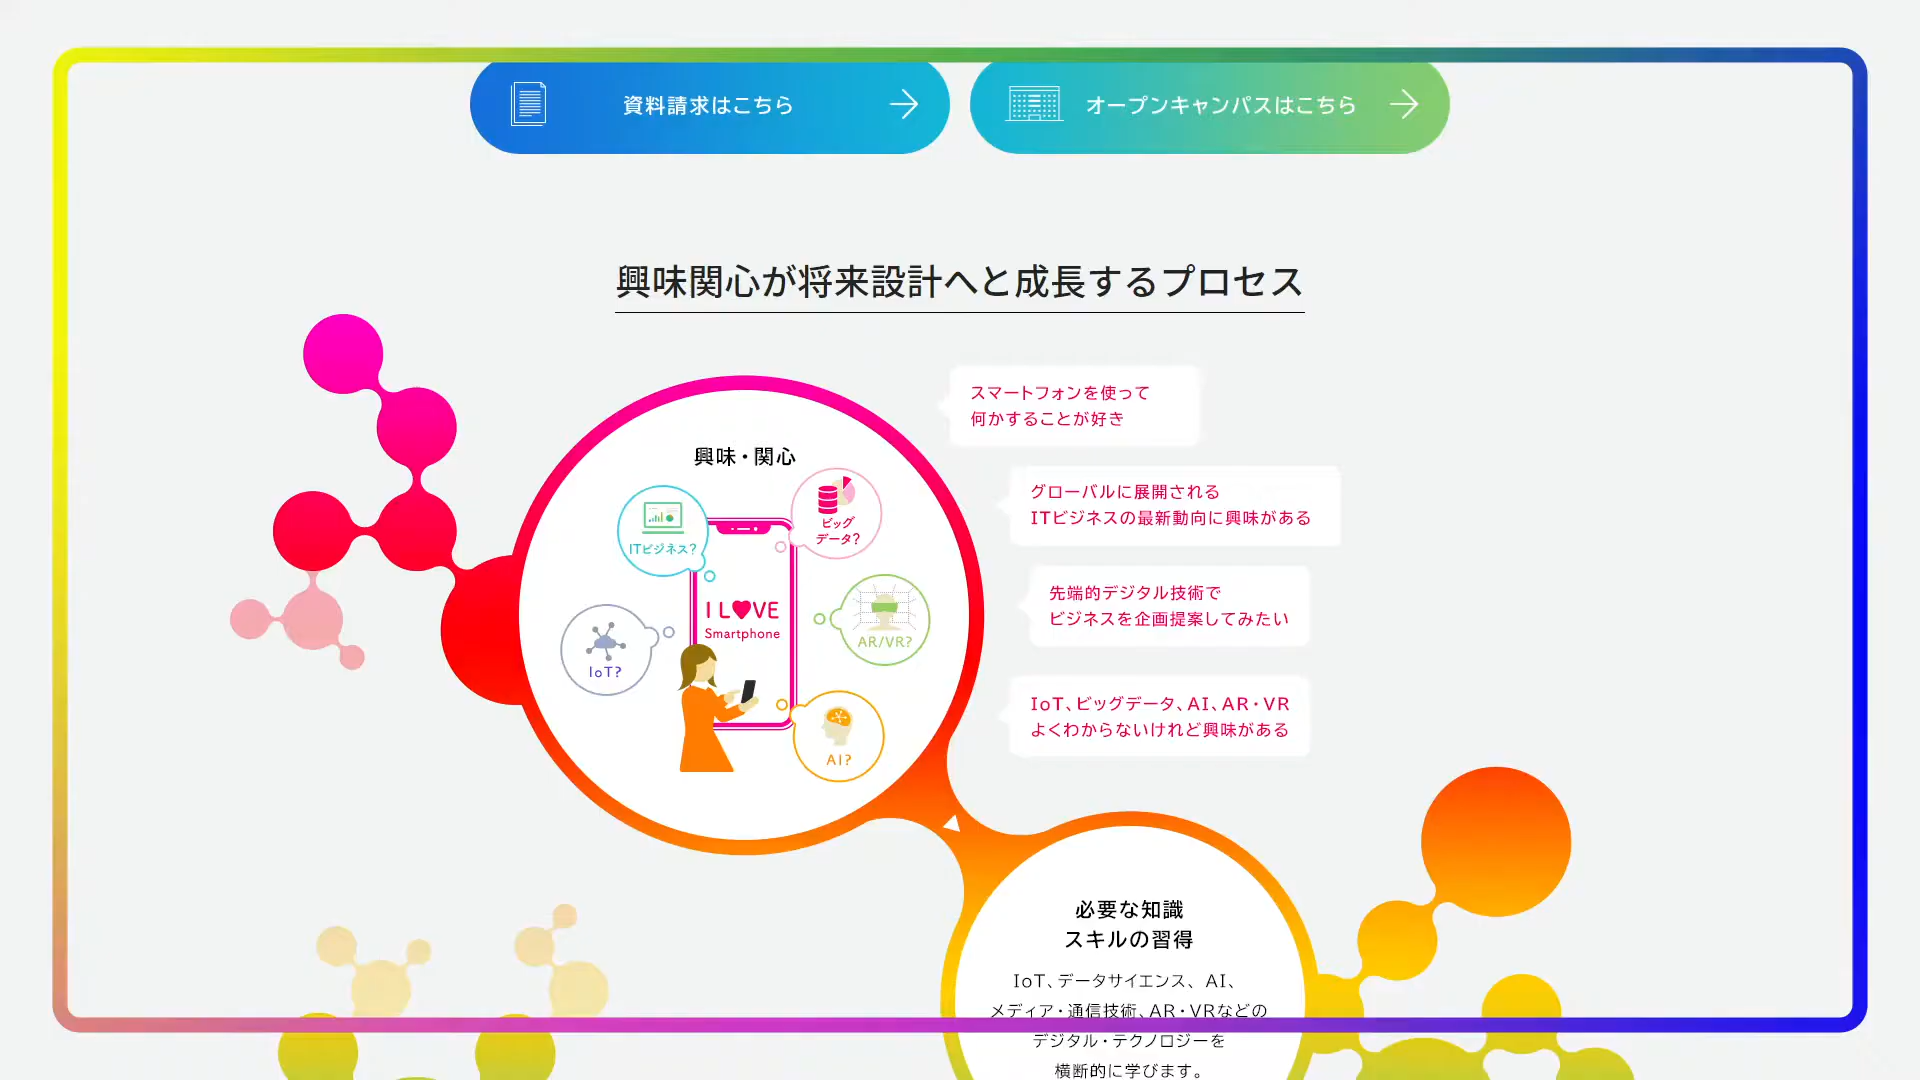 資料請求はこちら
オープンキャンパスはこちら
興味関心が将来設計へと成長するプロセス
興味・関心
ITビジネス?
ビッグ
データ?
I L♥VE
Smartphone
IoT?
AR/VR?
AI?
スマートフォンを使って
何かすることが好き
グローバルに展開される
ITビジネスの最新動向に興味がある
先端的デジタル技術で
ビジネスを企画提案してみたい
IoT、ビッグデータ、AI、AR・VR
よくわからないけれど興味がある
必要な知識
スキルの習得
IoT、データサイエンス、AI、
メディア・通信技術、AR・VRなどの
デジタル・テクノロジーを
横断的に学びます。